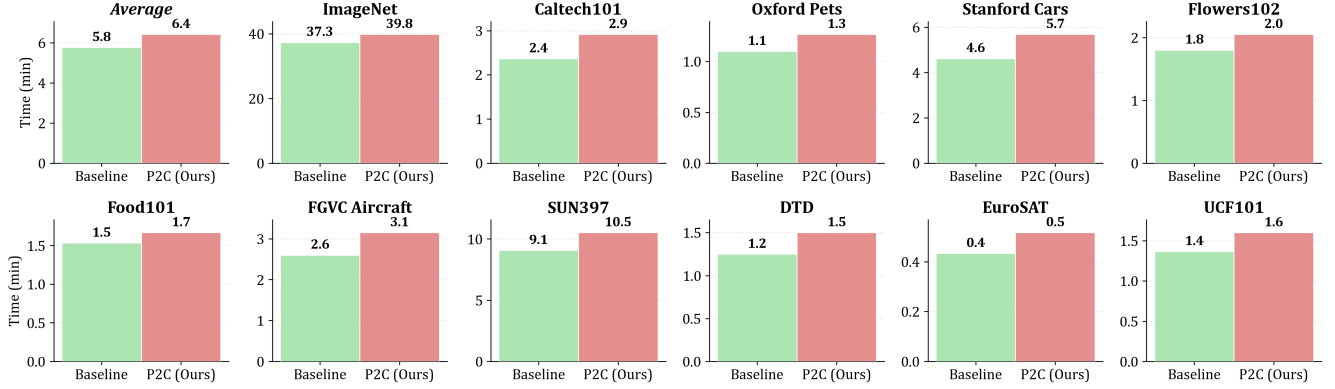 Average
5.8
6.4
6
4
2
0
Time (min)
Baseline
P2C (Ours)
ImageNet
37.3
39.8
40
20
0
Baseline
P2C (Ours)
Caltech101
2.4
2.9
3
2
1
0
Baseline
P2C (Ours)
Oxford Pets
1.1
1.3
1.0
0.5
0.0
Baseline
P2C (Ours)
Stanford Cars
4.6
5.7
6
4
2
0
Baseline
P2C (Ours)
Flowers102
1.8
2.0
2
1
0
Baseline
P2C (Ours)
Food101
1.5
1.7
1.5
1.0
0.5
0.0
Time (min)
Baseline
P2C (Ours)
FGVC Aircraft
2.6
3.1
3
2
1
0
Baseline
P2C (Ours)
SUN397
9.1
10.5
10
5
0
Baseline
P2C (Ours)
DTD
1.2
1.5
1.5
1.0
0.5
0.0
Baseline
P2C (Ours)
EuroSAT
0.4
0.5
0.4
0.2
0.0
Baseline
P2C (Ours)
UCF101
1.4
1.6
1.5
1.0
0.5
0.0
Baseline
P2C (Ours)